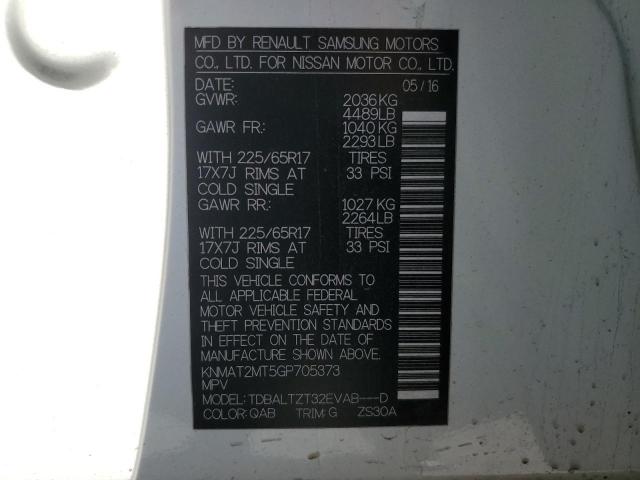 MFD BY RENAULT SAMSUNG MOTORS
CO., LTD. FOR NISSAN MOTOR CO., LTD.
DATE: 05/16
GVWR: 2036KG
4489LB
GAWR FR: 1040KG
2293LB
WITH 225/65R17 TIRES
17X7J RIMS AT 33 PSI
COLD SINGLE
GAWR RR: 1027KG
2264LB
WITH 225/65R17 TIRES
17X7J RIMS AT 33 PSI
COLD SINGLE
THIS VEHICLE CONFORMS TO
ALL APPLICABLE FEDERAL
MOTOR VEHICLE SAFETY AND
THEFT PREVENTION STANDARDS
IN EFFECT ON THE DATE OF
MANUFACTURE SHOWN ABOVE.
KNMAT2MT5GP705373
MPV
MODEL: TDBALTZT32EVAB---D
COLOR: QAB TRIM: G ZS30A